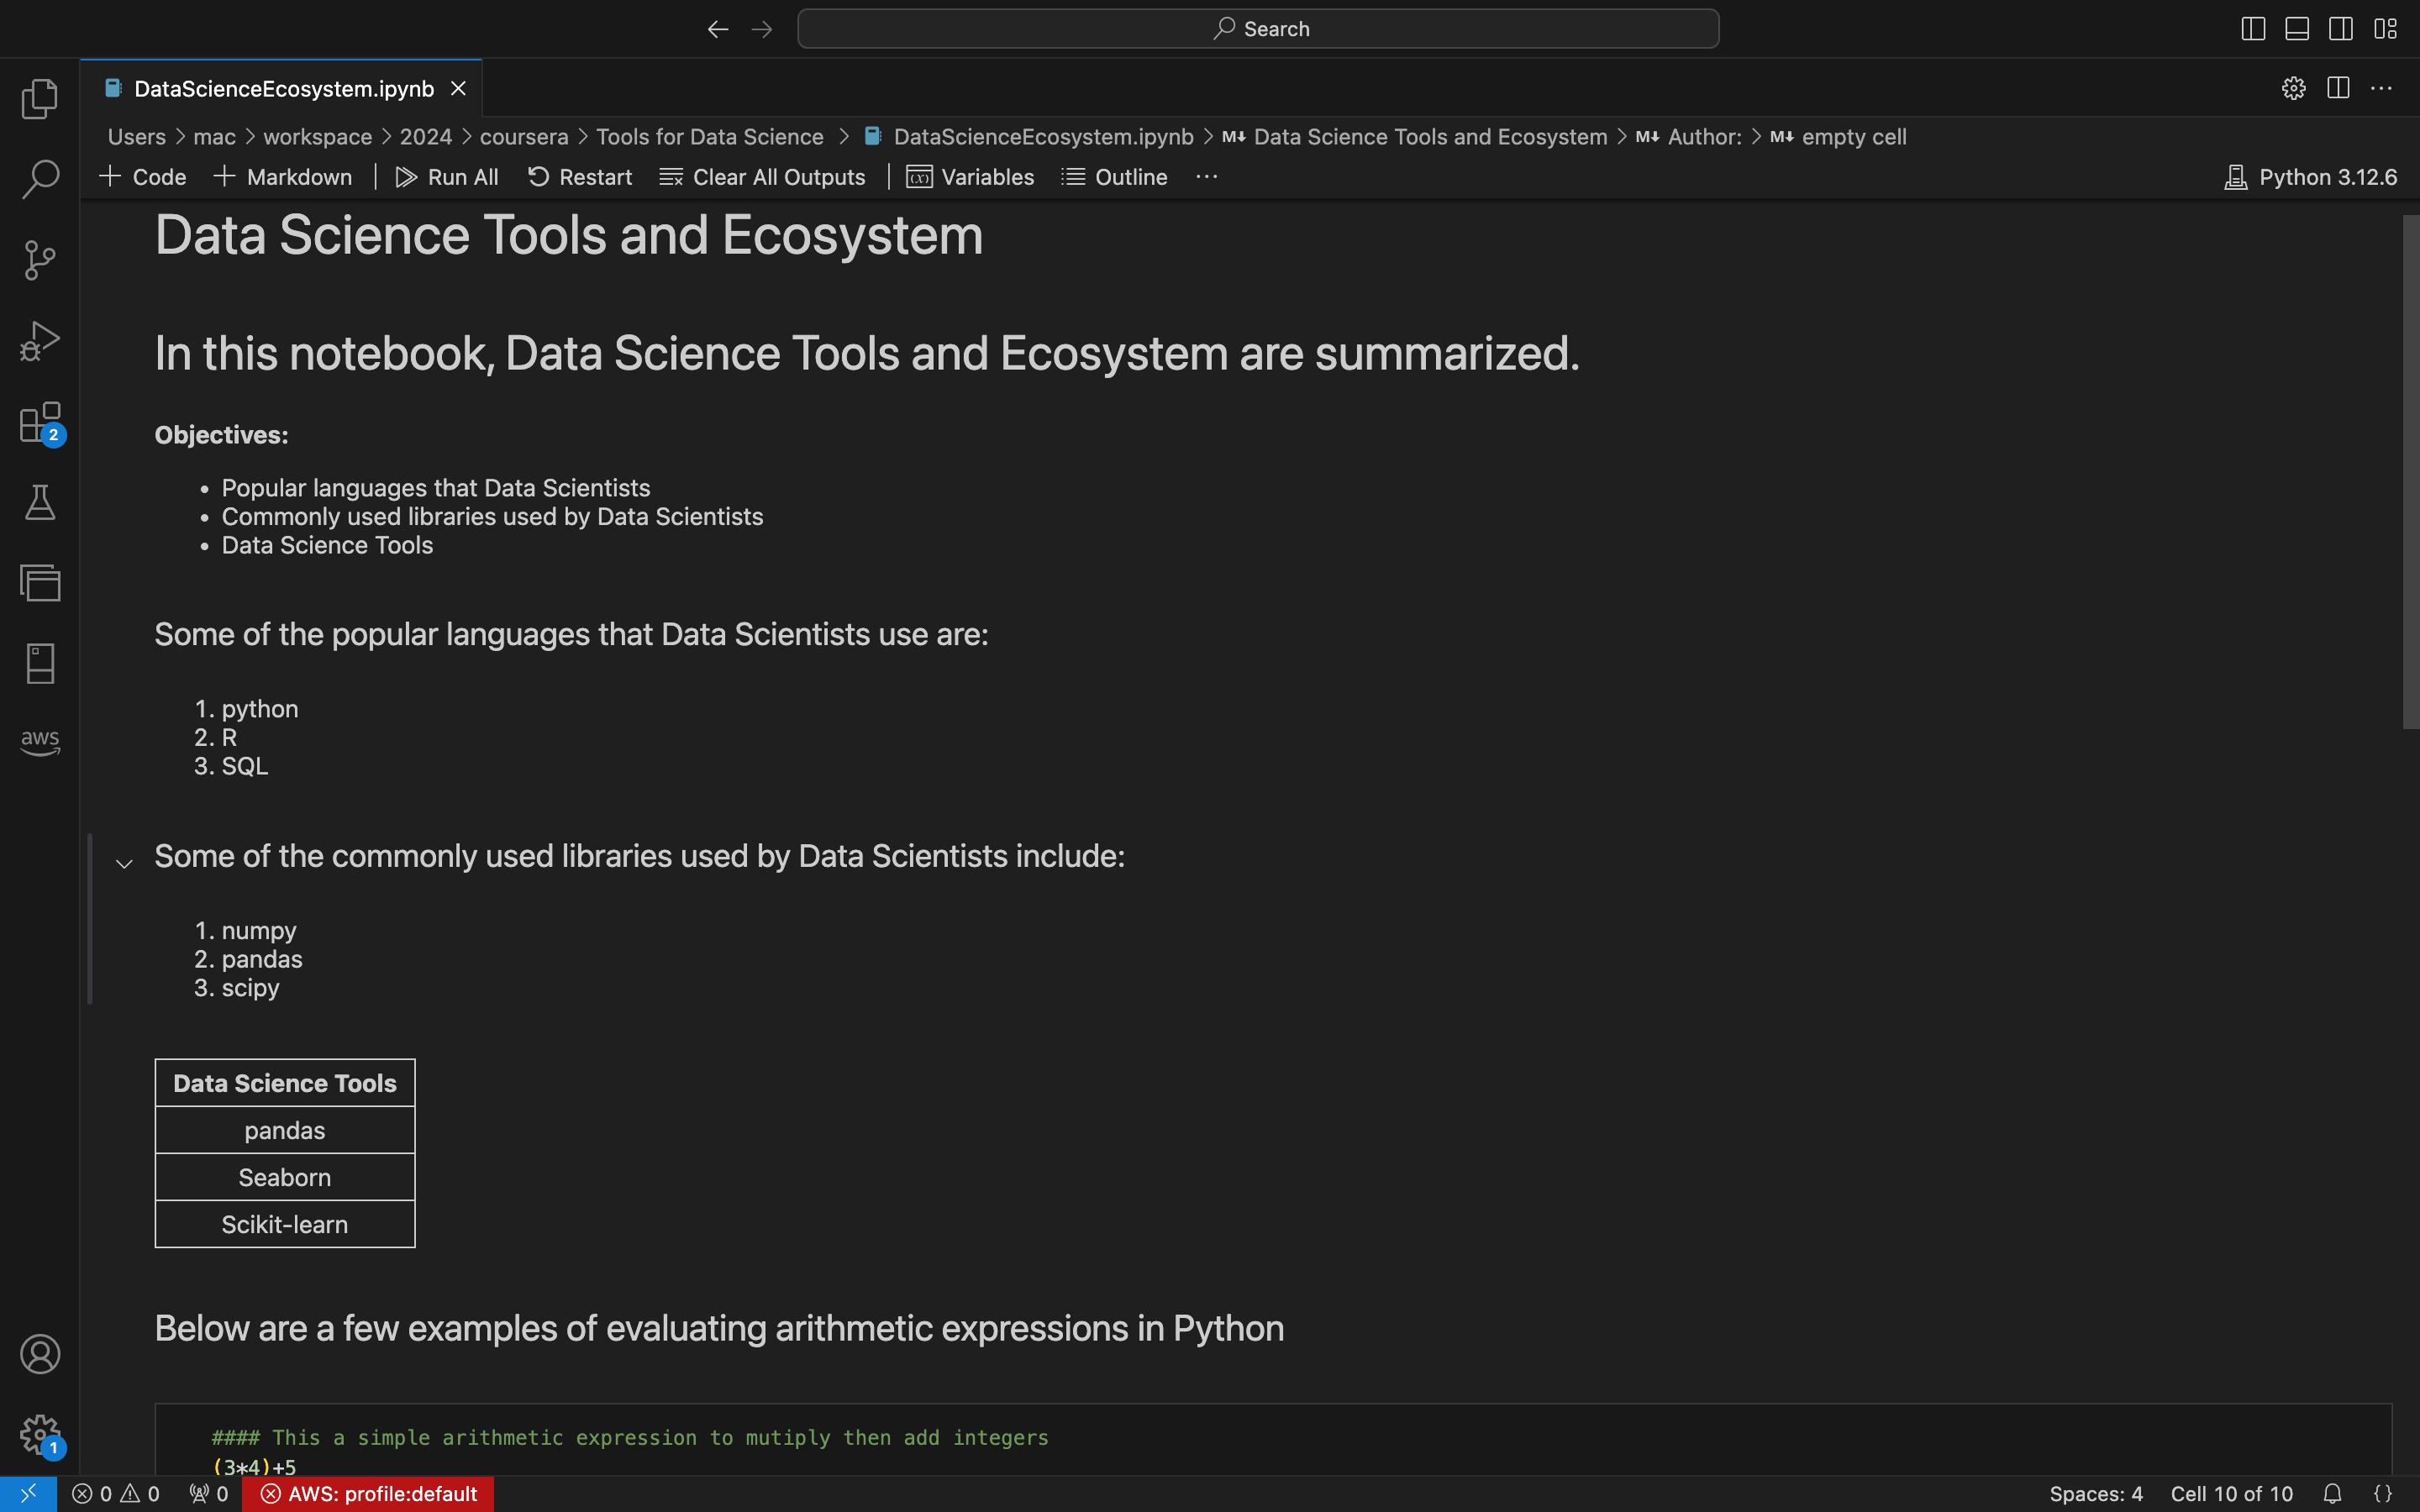 Search
DataScienceEcosystem.ipynb
Users > mac > workspace > 2024 > coursera > Tools for Data Science > DataScienceEcosystem.ipynb > M↓ Data Science Tools and Ecosystem > M↓ Author: > M↓ empty cell
+ Code + Markdown | Run All Restart Clear All Outputs | Variables Outline ... Python 3.12.6
Data Science Tools and Ecosystem
In this notebook, Data Science Tools and Ecosystem are summarized.
Objectives:
• Popular languages that Data Scientists
• Commonly used libraries used by Data Scientists
• Data Science Tools
Some of the popular languages that Data Scientists use are:
1. python
2. R
3. SQL
Some of the commonly used libraries used by Data Scientists include:
1. numpy
2. pandas
3. scipy
Data Science Tools
pandas
Seaborn
Scikit-learn
Below are a few examples of evaluating arithmetic expressions in Python
#### This a simple arithmetic expression to mutiply then add integers
(3*4)+5
2
aws
1
0 0 0 AWS: profile:default Spaces: 4 Cell 10 of 10 {}